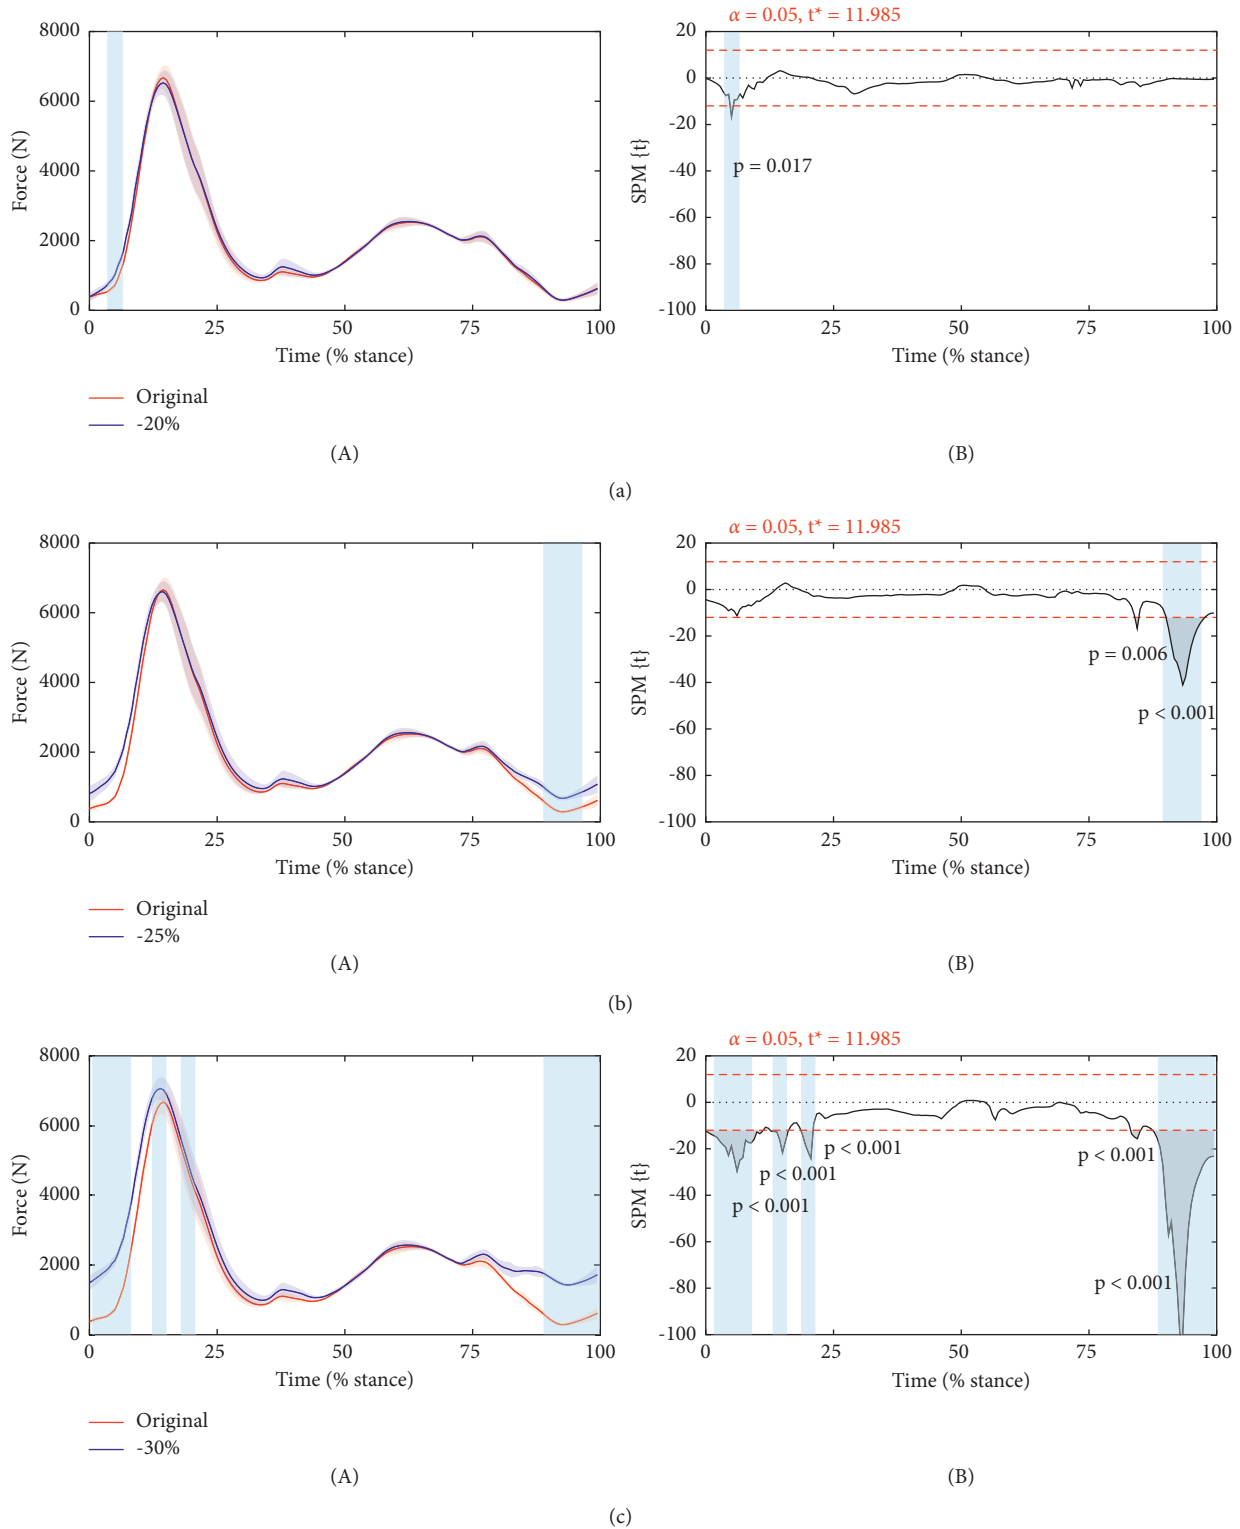 α = 0.05, t* = 11.985
8000
6000
4000
2000
0
Force (N)
0 25 50 75 100
Time (% stance)
Original
-20%
(A)
20
0
-20
-40
-60
-80
-100
SPM {t}
p = 0.017
0 25 50 75 100
Time (% stance)
(B)
(a)
α = 0.05, t* = 11.985
8000
6000
4000
2000
0
Force (N)
0 25 50 75 100
Time (% stance)
Original
-25%
(A)
20
0
-20
-40
-60
-80
-100
SPM {t}
p = 0.006
p < 0.001
0 25 50 75 100
Time (% stance)
(B)
(b)
α = 0.05, t* = 11.985
8000
6000
4000
2000
0
Force (N)
0 25 50 75 100
Time (% stance)
Original
-30%
(A)
20
0
-20
-40
-60
-80
-100
SPM {t}
p < 0.001
p < 0.001
p < 0.001
p < 0.001
p < 0.001
0 25 50 75 100
Time (% stance)
(B)
(c)